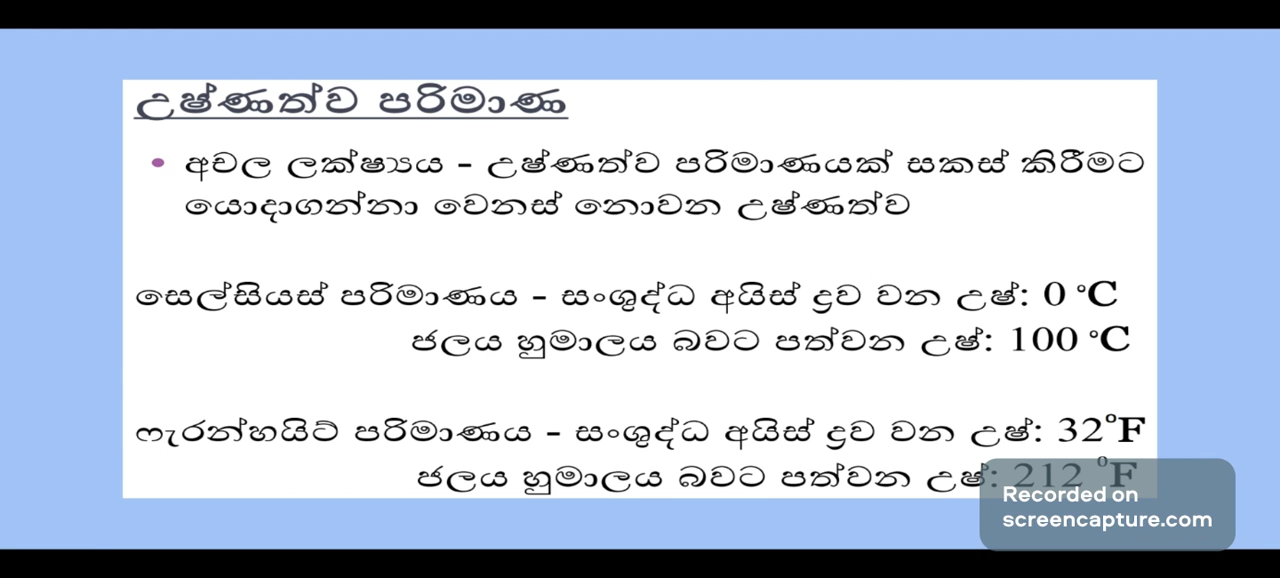 උෂ්ණත්ව පරිමාණ
• අචල ලක්ෂ්‍යය - උෂ්ණත්ව පරිමාණයක් සකස් කිරීමට
යොදාගන්නා වෙනස් නොවන උෂ්ණත්ව
සෙල්සියස් පරිමාණය - සංශුද්ධ අයිස් ද්‍රව වන උෂ්: 0 °C
ජලය හුමාලය බවට පත්වන උෂ්: 100 °C
ෆැරන්හයිට් පරිමාණය - සංශුද්ධ අයිස් ද්‍රව වන උෂ්: 32°F
ජලය හුමාලය බවට පත්වන උෂ්: 212 °F
Recorded on
screencapture.com